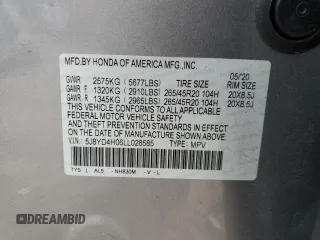 MFD.BY HONDA OF AMERICA MFG.,INC.
05/20
GVWR 2575KG (5677LBS) TIRE SIZE RIM SIZE
GAWR F 1320KG (2910LBS) 265/45R20 104H 20X8.5J
GAWR R 1345KG (2965LBS) 265/45R20 104H 20X8.5J
THIS VEHICLE CONFORMS TO ALL APPLICABLE
FEDERAL MOTOR VEHICLE SAFETY AND THEFT
PREVENTION STANDARDS IN EFFECT ON THE DATE
OF MANUFACTURE SHOWN ABOVE.
V.I.N.: 5J8YD4H06LL028585 TYPE: MPV
TYS 1 AL5 - NH830M - V - L